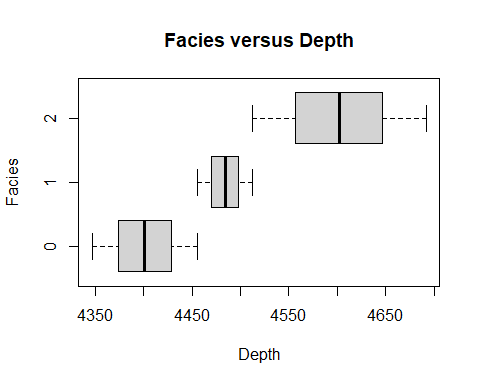 Facies versus Depth
Facies
2
1
0
4350 4450 4550 4650
Depth